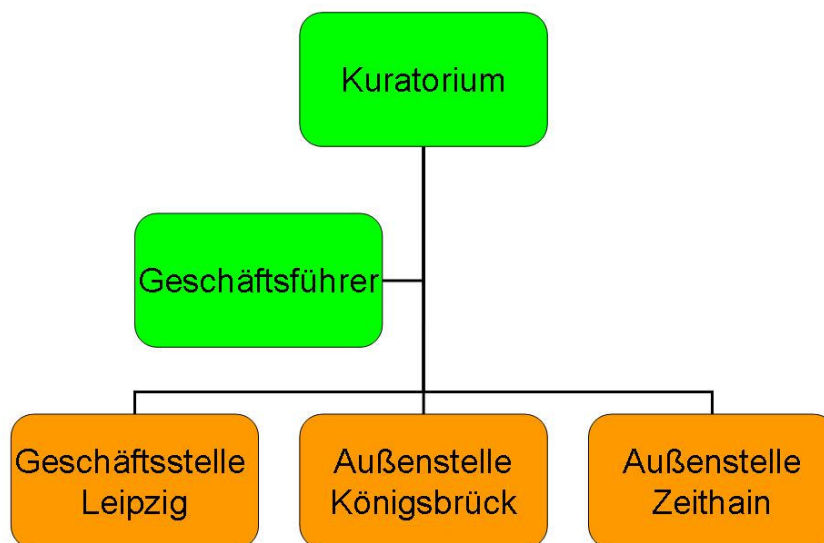 Kuratorium
Geschäftsführer
Geschäftsstelle
Leipzig
Außenstelle
Königsbrück
Außenstelle
Zeithain